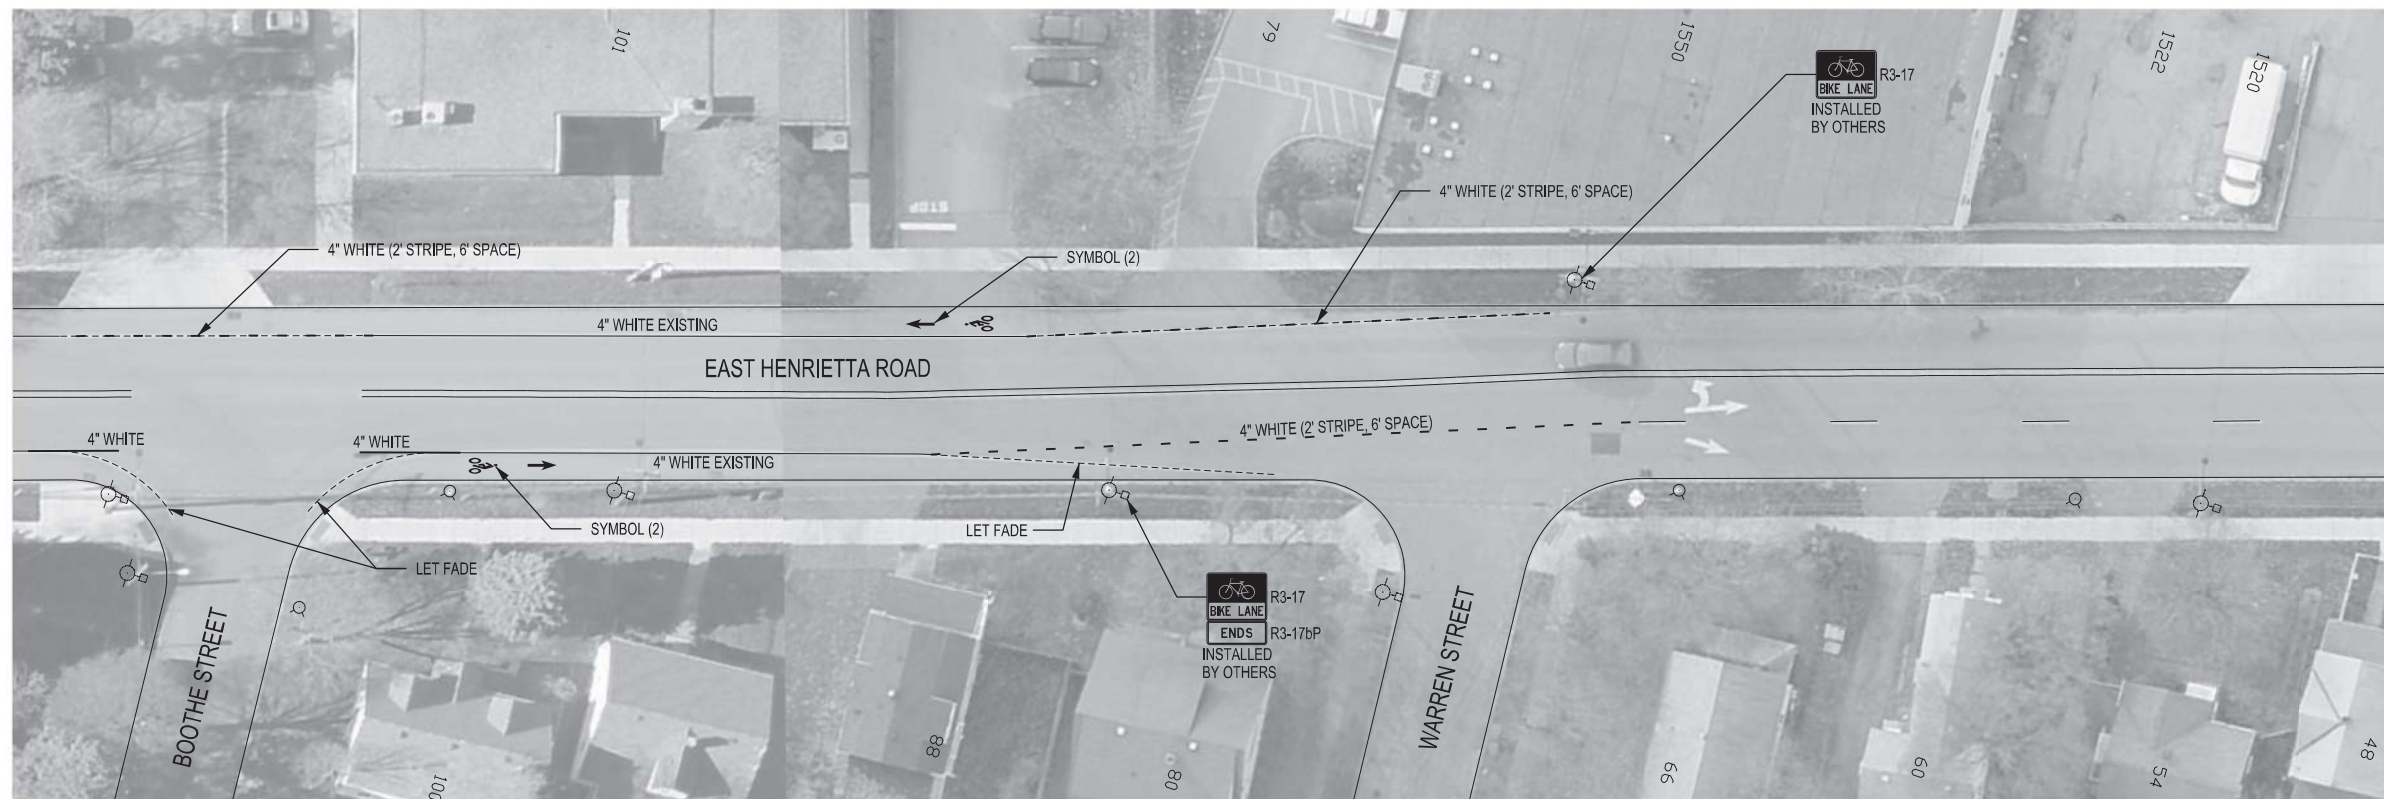 101
79
1550
1522
1520
BIKE LANE
R3-17
INSTALLED
BY OTHERS
STOP
4" WHITE (2' STRIPE, 6' SPACE)
4" WHITE (2' STRIPE, 6' SPACE)
SYMBOL (2)
4" WHITE EXISTING
EAST HENRIETTA ROAD
4" WHITE
4" WHITE
4" WHITE EXISTING
4" WHITE (2' STRIPE, 6' SPACE)
SYMBOL (2)
LET FADE
LET FADE
BIKE LANE
R3-17
ENDS
R3-17bP
INSTALLED
BY OTHERS
BOOTHE STREET
WARREN STREET
100
88
80
66
60
54
48